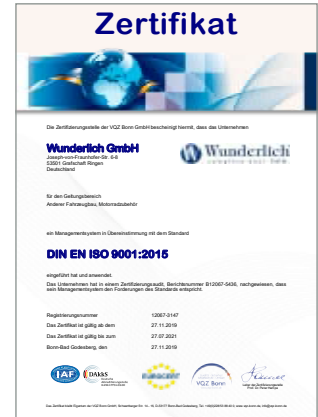 Zertifikat
Die Zertifizierungsstelle der VQZ Bonn GmbH bescheinigt hiermit, dass das Unternehmen
Wunderlich GmbH
Joseph-von-Fraunhofer-Str. 6-8
53501 Grafschaft Ringen
Deutschland
Wunderlich
für den Geltungsbereich
Anderer Fahrzeugbau, Motorradzubehör
ein Managementsystem in Übereinstimmung mit dem Standard
DIN EN ISO 9001:2015
eingeführt hat und anwendet.
Das Unternehmen hat in einem Zertifizierungsaudit, Berichtsnummer B12067-5436, nachgewiesen, dass
sein Managementsystem den Forderungen des Standards entspricht.
Registrierungsnummer 12067-3147
Das Zertifikat ist gültig ab dem 27.11.2019
Das Zertifikat ist gültig bis zum 27.07.2021
Bonn-Bad Godesberg, den 27.11.2019
IAF
DAkkS
EUROCERT
VQZ Bonn